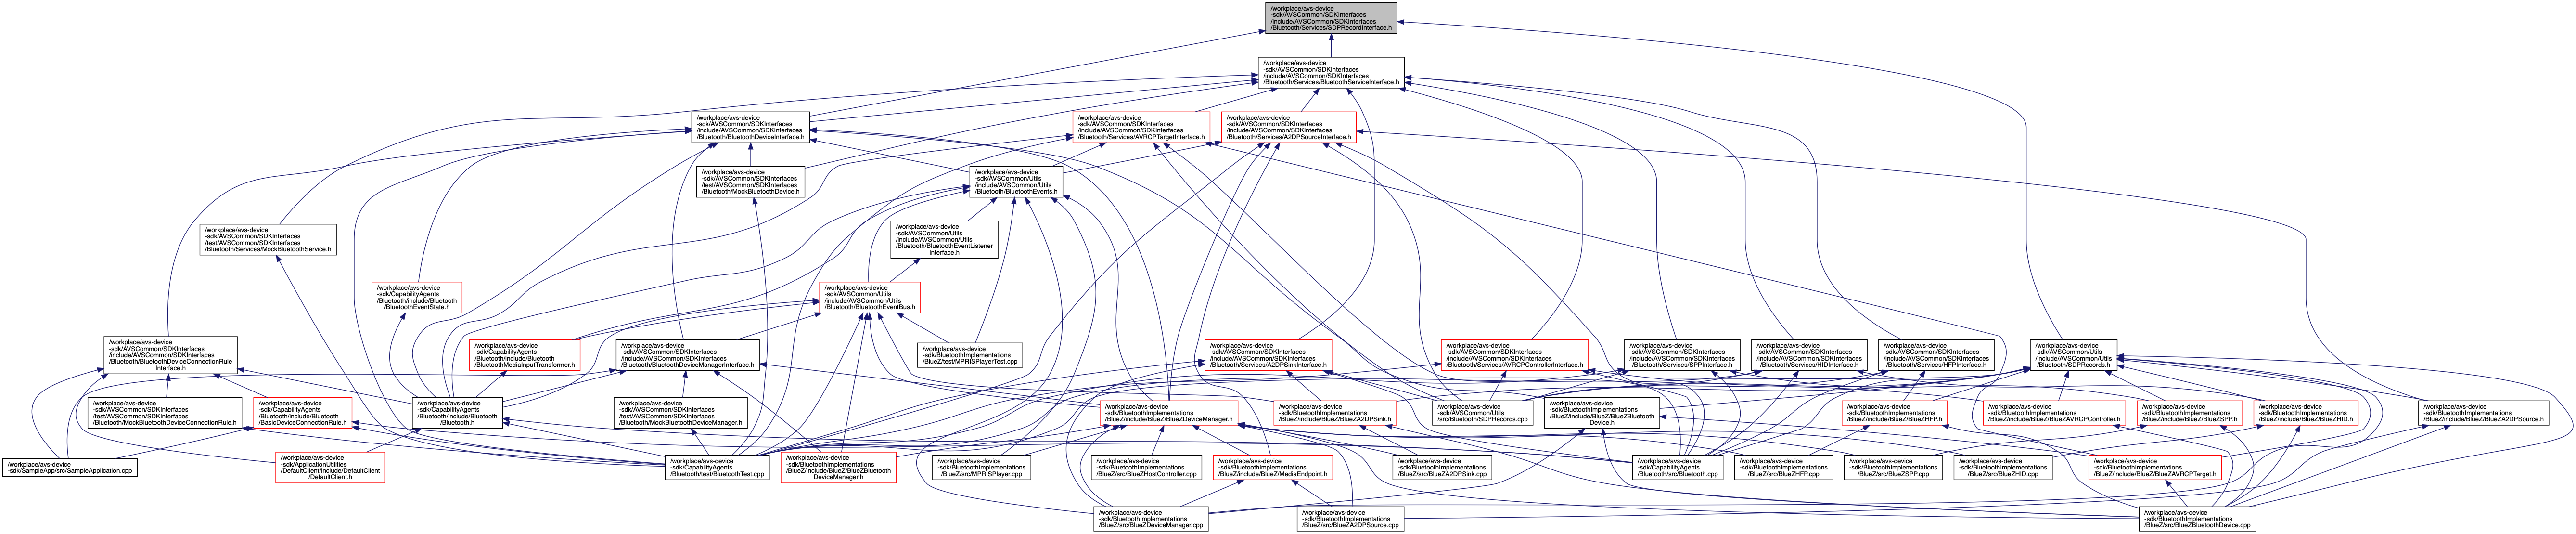 /workplace/avs-device
-sdk/AVSCommon/SDKInterfaces
/include/AVSCommon/SDKInterfaces
/Bluetooth/Services/SDPRecordInterface.h
/workplace/avs-device
-sdk/AVSCommon/SDKInterfaces
/include/AVSCommon/SDKInterfaces
/Bluetooth/Services/BluetoothServiceInterface.h
/workplace/avs-device
-sdk/AVSCommon/SDKInterfaces
/include/AVSCommon/SDKInterfaces
/Bluetooth/BluetoothDeviceInterface.h
/workplace/avs-device
-sdk/AVSCommon/SDKInterfaces
/include/AVSCommon/SDKInterfaces
/Bluetooth/Services/AVRCPTargetInterface.h
/workplace/avs-device
-sdk/AVSCommon/SDKInterfaces
/include/AVSCommon/SDKInterfaces
/Bluetooth/Services/A2DPSourceInterface.h
/workplace/avs-device
-sdk/AVSCommon/SDKInterfaces
/test/AVSCommon/SDKInterfaces
/Bluetooth/MockBluetoothDevice.h
/workplace/avs-device
-sdk/AVSCommon/Utils
/include/AVSCommon/Utils
/Bluetooth/BluetoothEvents.h
/workplace/avs-device
-sdk/AVSCommon/SDKInterfaces
/test/AVSCommon/SDKInterfaces
/Bluetooth/Services/MockBluetoothService.h
/workplace/avs-device
-sdk/AVSCommon/Utils
/include/AVSCommon/Utils
/Bluetooth/BluetoothEventListener
Interface.h
/workplace/avs-device
-sdk/CapabilityAgents
/Bluetooth/include/Bluetooth
/BluetoothEventState.h
/workplace/avs-device
-sdk/AVSCommon/Utils
/include/AVSCommon/Utils
/Bluetooth/BluetoothEventBus.h
/workplace/avs-device
-sdk/AVSCommon/SDKInterfaces
/include/AVSCommon/SDKInterfaces
/Bluetooth/BluetoothDeviceConnectionRule
Interface.h
/workplace/avs-device
-sdk/CapabilityAgents
/Bluetooth/include/Bluetooth
/BluetoothMediaInputTransformer.h
/workplace/avs-device
-sdk/AVSCommon/SDKInterfaces
/include/AVSCommon/SDKInterfaces
/Bluetooth/BluetoothDeviceManagerInterface.h
/workplace/avs-device
-sdk/BluetoothImplementations
/BlueZ/test/MPRISPlayerTest.cpp
/workplace/avs-device
-sdk/AVSCommon/SDKInterfaces
/include/AVSCommon/SDKInterfaces
/Bluetooth/Services/A2DPSinkInterface.h
/workplace/avs-device
-sdk/AVSCommon/SDKInterfaces
/include/AVSCommon/SDKInterfaces
/Bluetooth/Services/AVRCPControllerInterface.h
/workplace/avs-device
-sdk/AVSCommon/SDKInterfaces
/include/AVSCommon/SDKInterfaces
/Bluetooth/Services/SPPInterface.h
/workplace/avs-device
-sdk/AVSCommon/SDKInterfaces
/include/AVSCommon/SDKInterfaces
/Bluetooth/Services/HIDInterface.h
/workplace/avs-device
-sdk/AVSCommon/SDKInterfaces
/include/AVSCommon/SDKInterfaces
/Bluetooth/Services/HFPInterface.h
/workplace/avs-device
-sdk/AVSCommon/Utils
/include/AVSCommon/Utils
/Bluetooth/SDPRecords.h
/workplace/avs-device
-sdk/AVSCommon/SDKInterfaces
/test/AVSCommon/SDKInterfaces
/Bluetooth/MockBluetoothDeviceConnectionRule.h
/workplace/avs-device
-sdk/CapabilityAgents
/Bluetooth/include/Bluetooth
/BasicDeviceConnectionRule.h
/workplace/avs-device
-sdk/CapabilityAgents
/Bluetooth/include/Bluetooth
/Bluetooth.h
/workplace/avs-device
-sdk/AVSCommon/SDKInterfaces
/test/AVSCommon/SDKInterfaces
/Bluetooth/MockBluetoothDeviceManager.h
/workplace/avs-device
-sdk/BluetoothImplementations
/BlueZ/include/BlueZ/BlueZDeviceManager.h
/workplace/avs-device
-sdk/BluetoothImplementations
/BlueZ/include/BlueZ/BlueZA2DPSink.h
/workplace/avs-device
-sdk/AVSCommon/Utils
/src/Bluetooth/SDPRecords.cpp
/workplace/avs-device
-sdk/BluetoothImplementations
/BlueZ/include/BlueZ/BlueZBluetooth
Device.h
/workplace/avs-device
-sdk/BluetoothImplementations
/BlueZ/include/BlueZ/BlueZHFP.h
/workplace/avs-device
-sdk/BluetoothImplementations
/BlueZ/include/BlueZ/BlueZAVRCPController.h
/workplace/avs-device
-sdk/BluetoothImplementations
/BlueZ/include/BlueZ/BlueZSPP.h
/workplace/avs-device
-sdk/BluetoothImplementations
/BlueZ/include/BlueZ/BlueZHID.h
/workplace/avs-device
-sdk/BluetoothImplementations
/BlueZ/include/BlueZ/BlueZA2DPSource.h
/workplace/avs-device
-sdk/SampleApp/src/SampleApplication.cpp
/workplace/avs-device
-sdk/ApplicationUtilities
/DefaultClient/include/DefaultClient
/DefaultClient.h
/workplace/avs-device
-sdk/CapabilityAgents
/Bluetooth/test/BluetoothTest.cpp
/workplace/avs-device
-sdk/BluetoothImplementations
/BlueZ/include/BlueZ/BlueZBluetooth
DeviceManager.h
/workplace/avs-device
-sdk/BluetoothImplementations
/BlueZ/src/MPRISPlayer.cpp
/workplace/avs-device
-sdk/BluetoothImplementations
/BlueZ/src/BlueZHostController.cpp
/workplace/avs-device
-sdk/BluetoothImplementations
/BlueZ/include/BlueZ/MediaEndpoint.h
/workplace/avs-device
-sdk/BluetoothImplementations
/BlueZ/src/BlueZA2DPSink.cpp
/workplace/avs-device
-sdk/CapabilityAgents
/Bluetooth/src/Bluetooth.cpp
/workplace/avs-device
-sdk/BluetoothImplementations
/BlueZ/src/BlueZHFP.cpp
/workplace/avs-device
-sdk/BluetoothImplementations
/BlueZ/src/BlueZSPP.cpp
/workplace/avs-device
-sdk/BluetoothImplementations
/BlueZ/src/BlueZHID.cpp
/workplace/avs-device
-sdk/BluetoothImplementations
/BlueZ/include/BlueZ/BlueZAVRCPTarget.h
/workplace/avs-device
-sdk/BluetoothImplementations
/BlueZ/src/BlueZDeviceManager.cpp
/workplace/avs-device
-sdk/BluetoothImplementations
/BlueZ/src/BlueZA2DPSource.cpp
/workplace/avs-device
-sdk/BluetoothImplementations
/BlueZ/src/BlueZBluetoothDevice.cpp